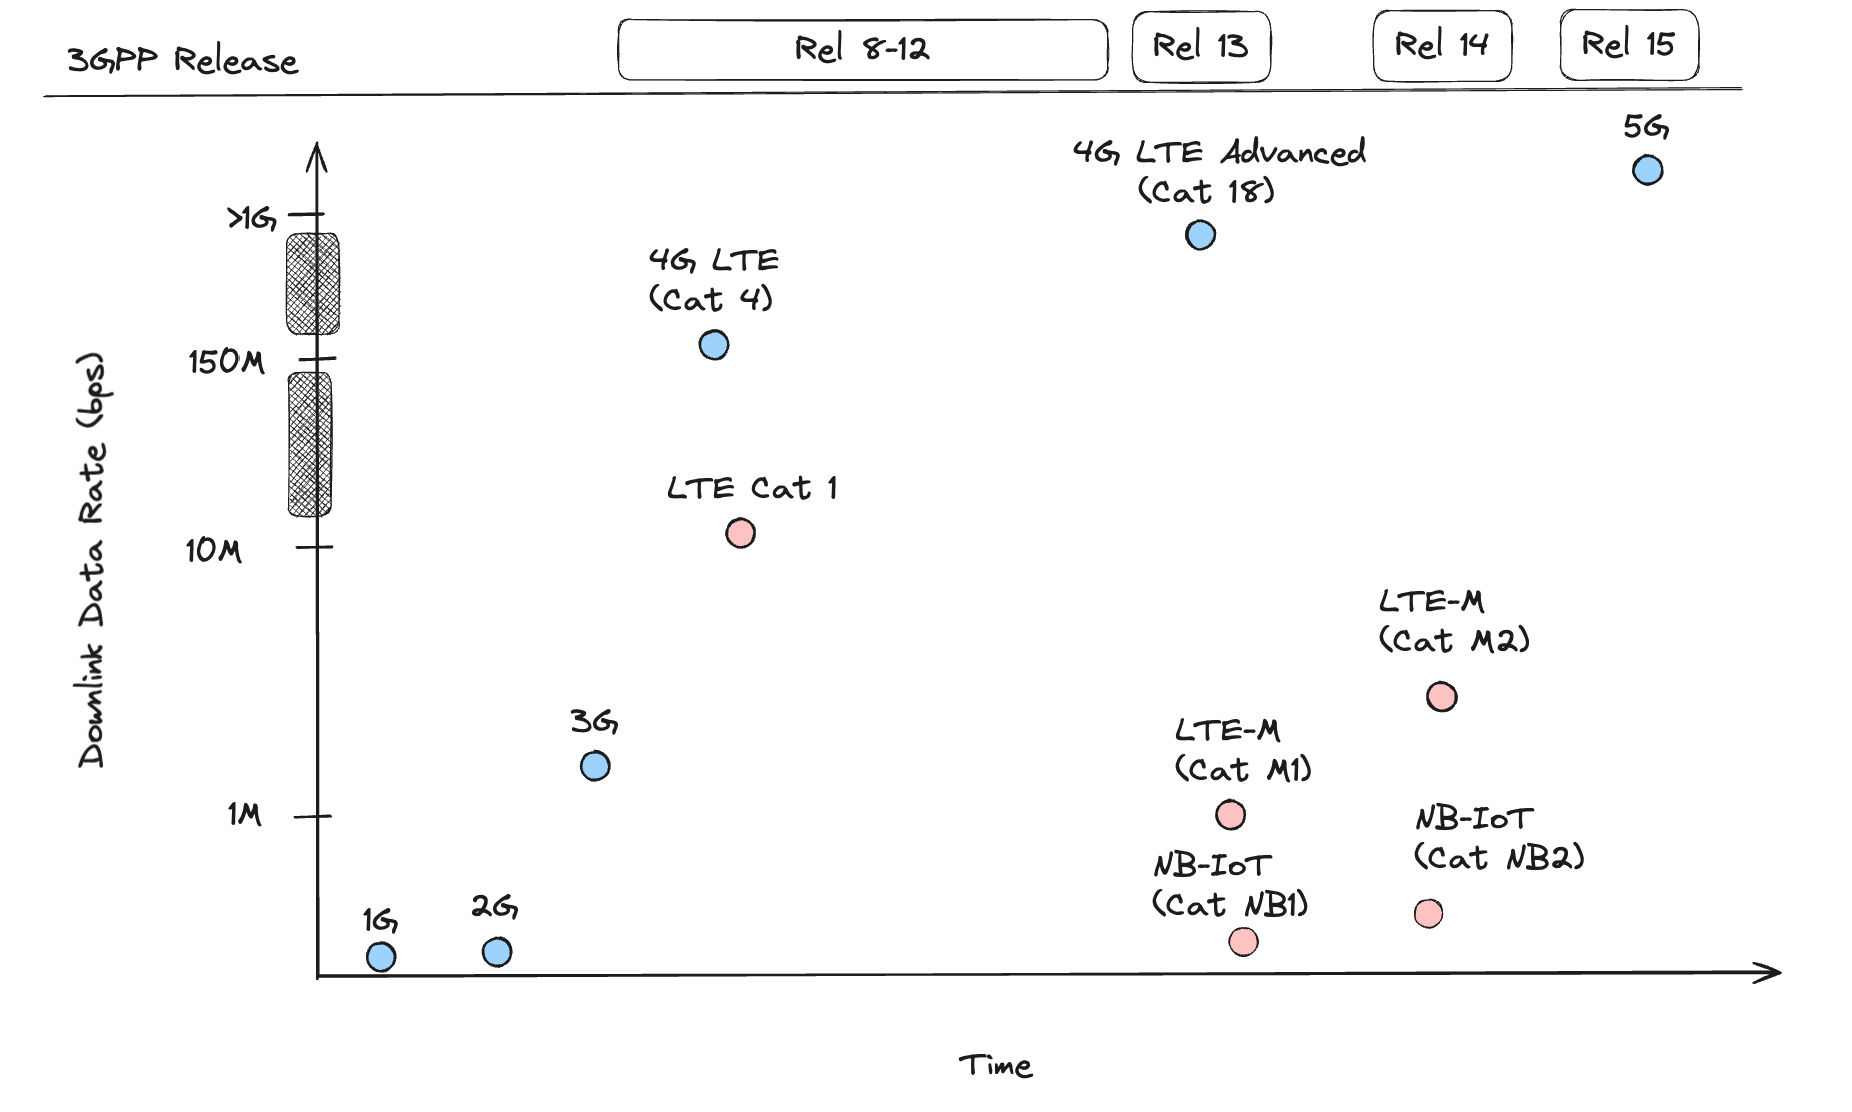 3GPP Release
Rel 8-12
Rel 13
Rel 14
Rel 15
Downlink Data Rate (bps)
>1G
150M
10M
1M
1G
2G
3G
4G LTE
(Cat 4)
LTE Cat 1
4G LTE Advanced
(Cat 18)
LTE-M
(Cat M1)
NB-IoT
(Cat NB1)
LTE-M
(Cat M2)
NB-IoT
(Cat NB2)
5G
Time